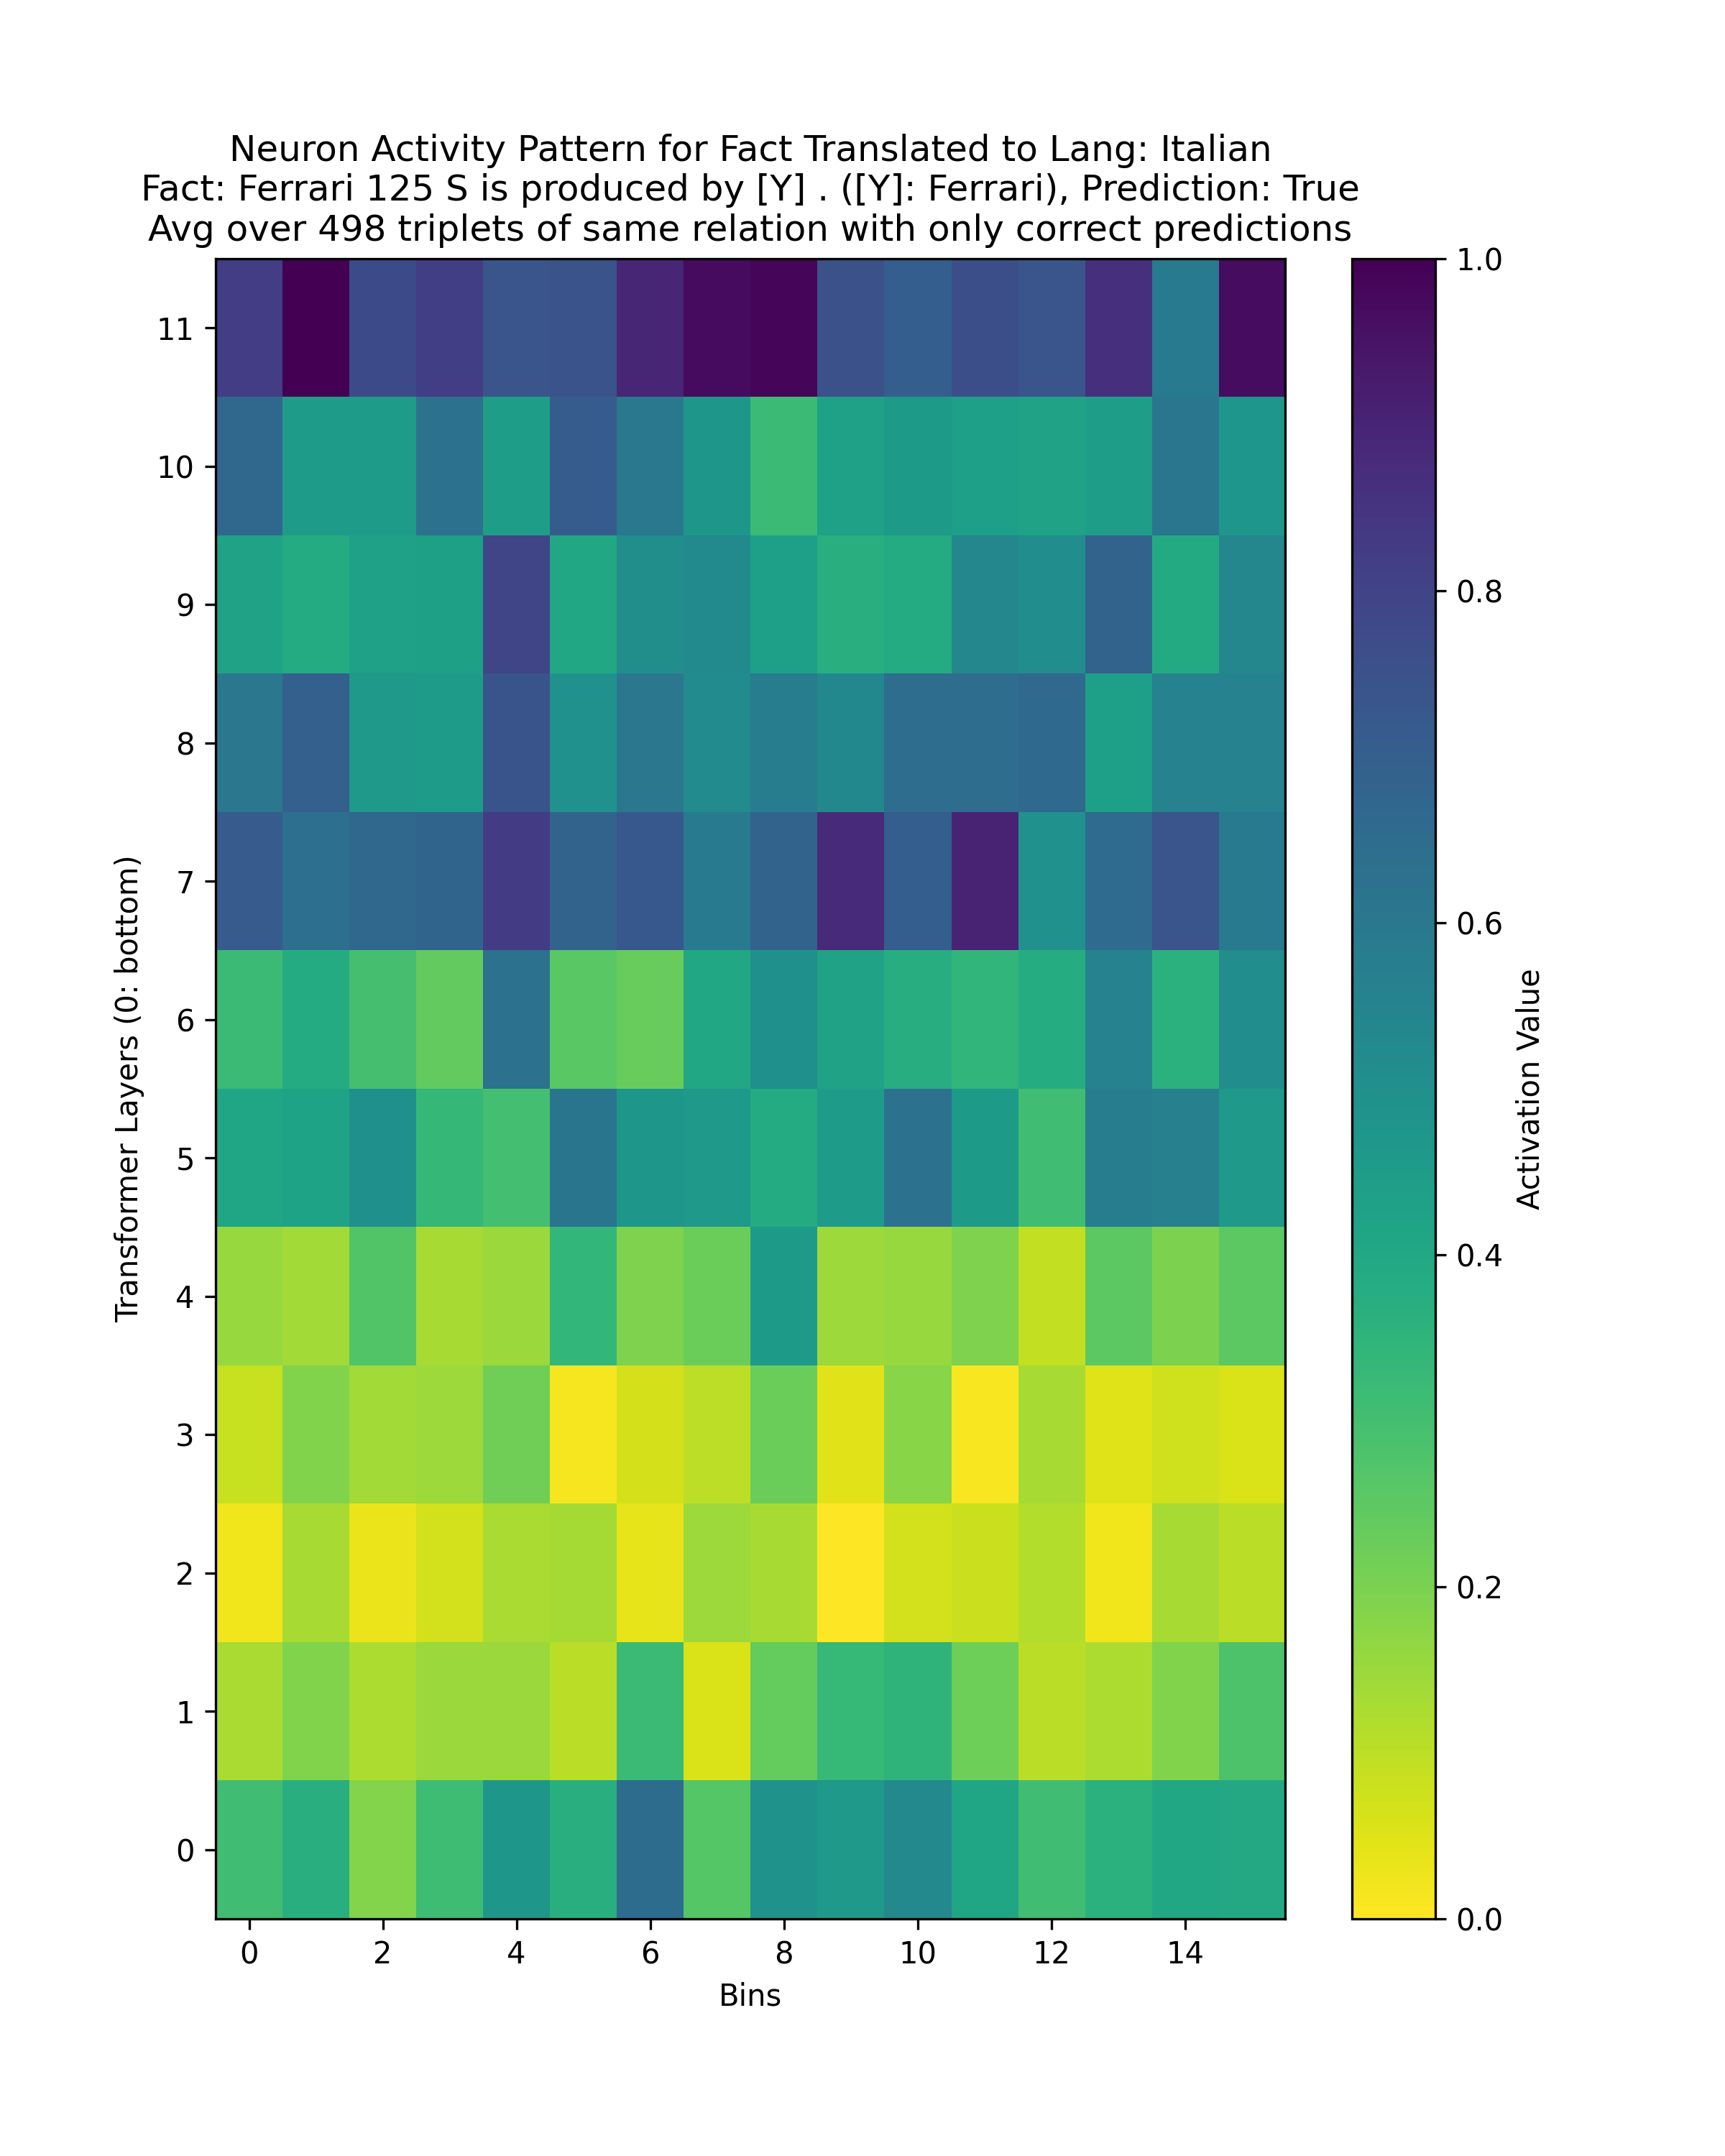 Neuron Activity Pattern for Fact Translated to Lang: Italian
Fact: Ferrari 125 S is produced by [Y] . ([Y]: Ferrari), Prediction: True
Avg over 498 triplets of same relation with only correct predictions
Transformer Layers (0: bottom)
11
10
9
8
7
6
5
4
3
2
1
0
0 2 4 6 8 10 12 14
Bins
1.0
0.8
0.6
0.4
0.2
0.0
Activation Value